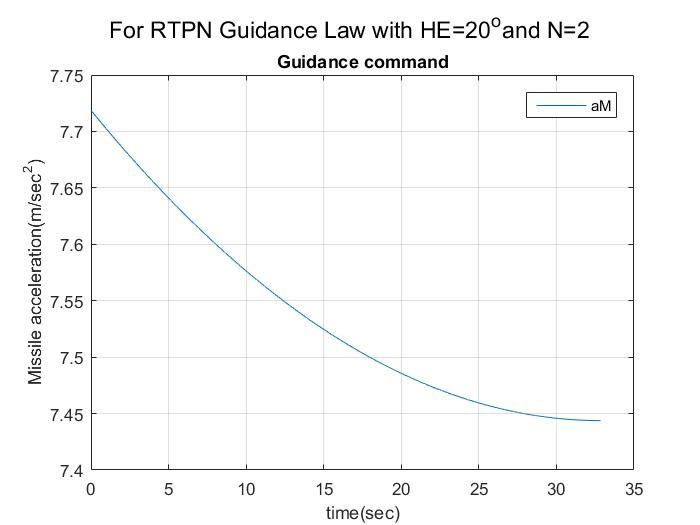 For RTPN Guidance Law with HE=20ºand N=2
Guidance command
7.75
7.7
7.65
7.6
7.55
7.5
7.45
7.4
Missile acceleration(m/sec²)
aM
0 5 10 15 20 25 30 35
time(sec)